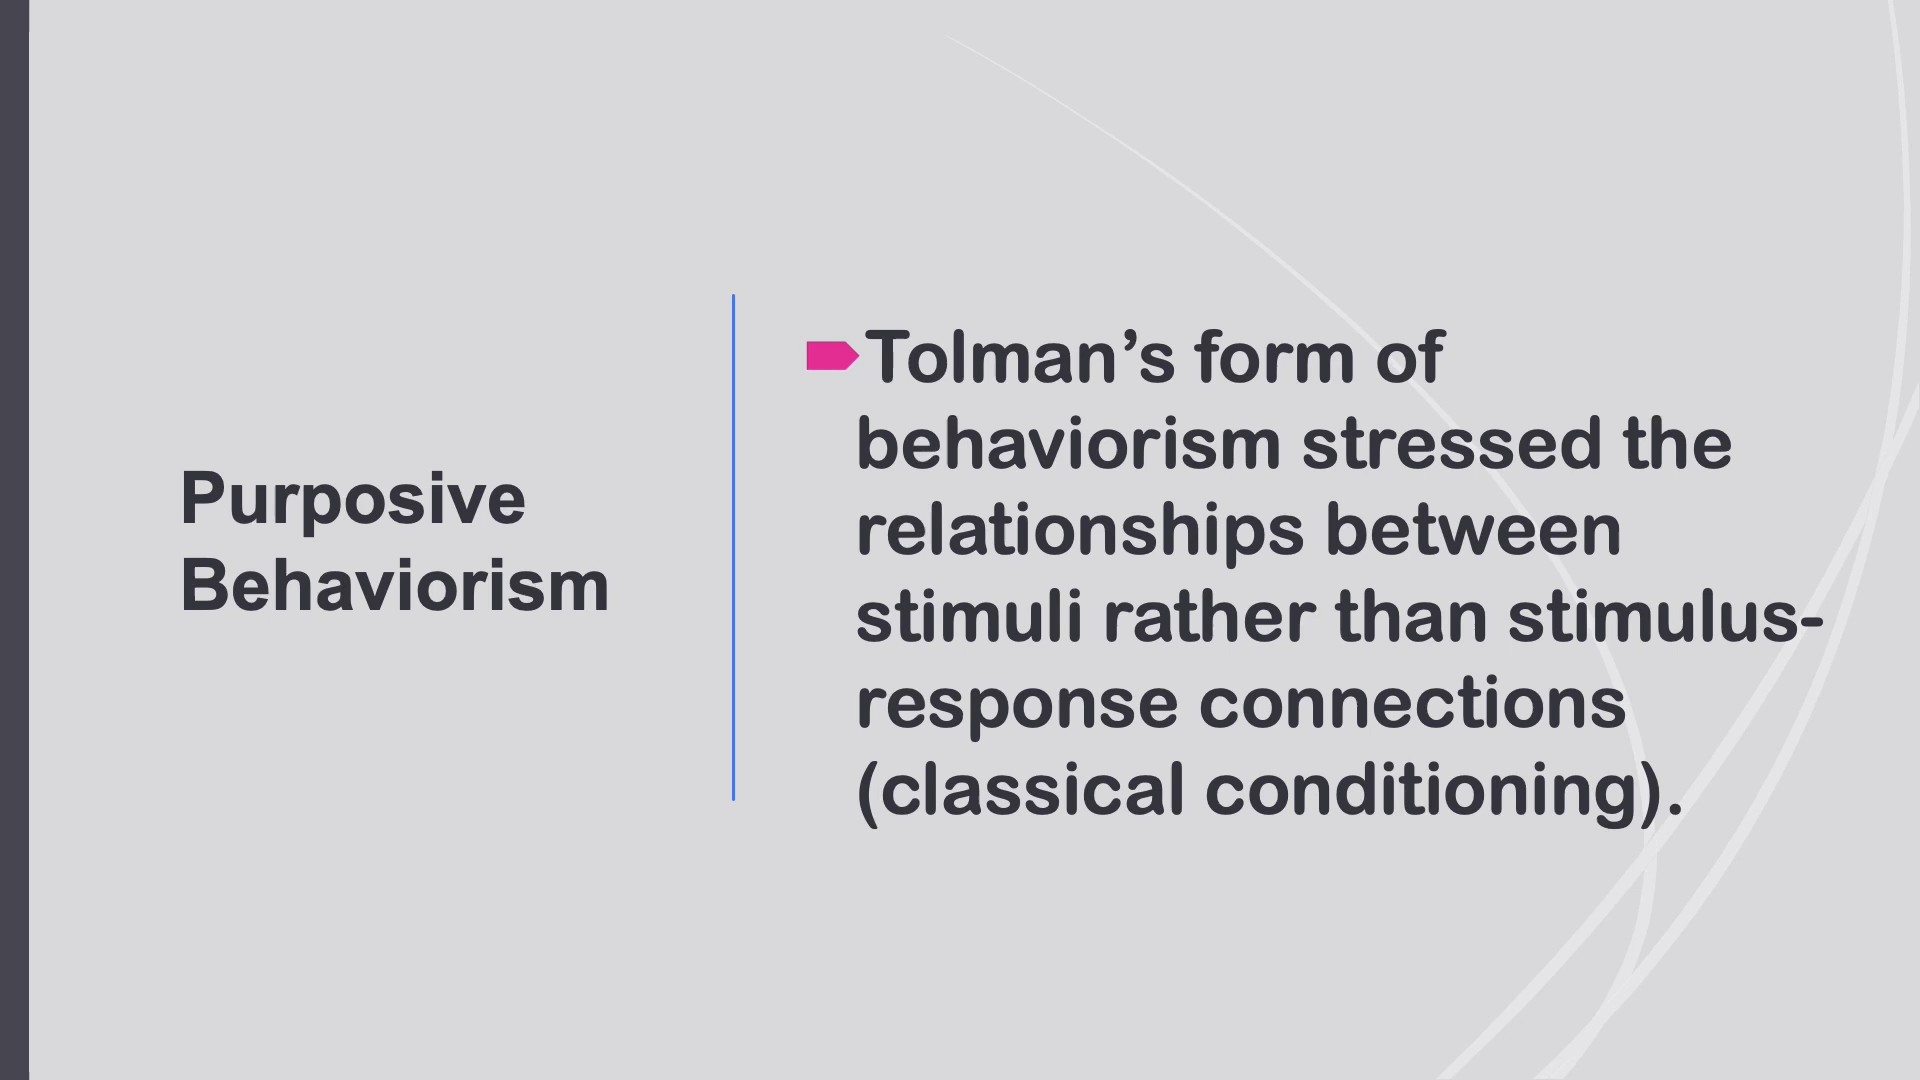 Purposive
Behaviorism
Tolman’s form of
behaviorism stressed the
relationships between
stimuli rather than stimulus-
response connections
(classical conditioning).